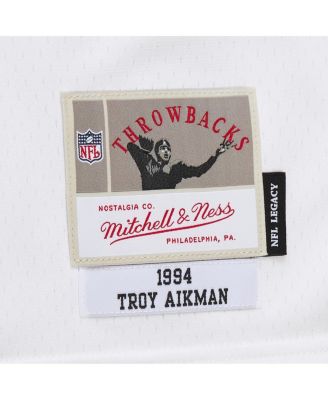 THROWBACKS
NFL
NOSTALGIA CO.
Mitchell & Ness
PHILADELPHIA, PA.
NFL LEGACY
1994
TROY AIKMAN